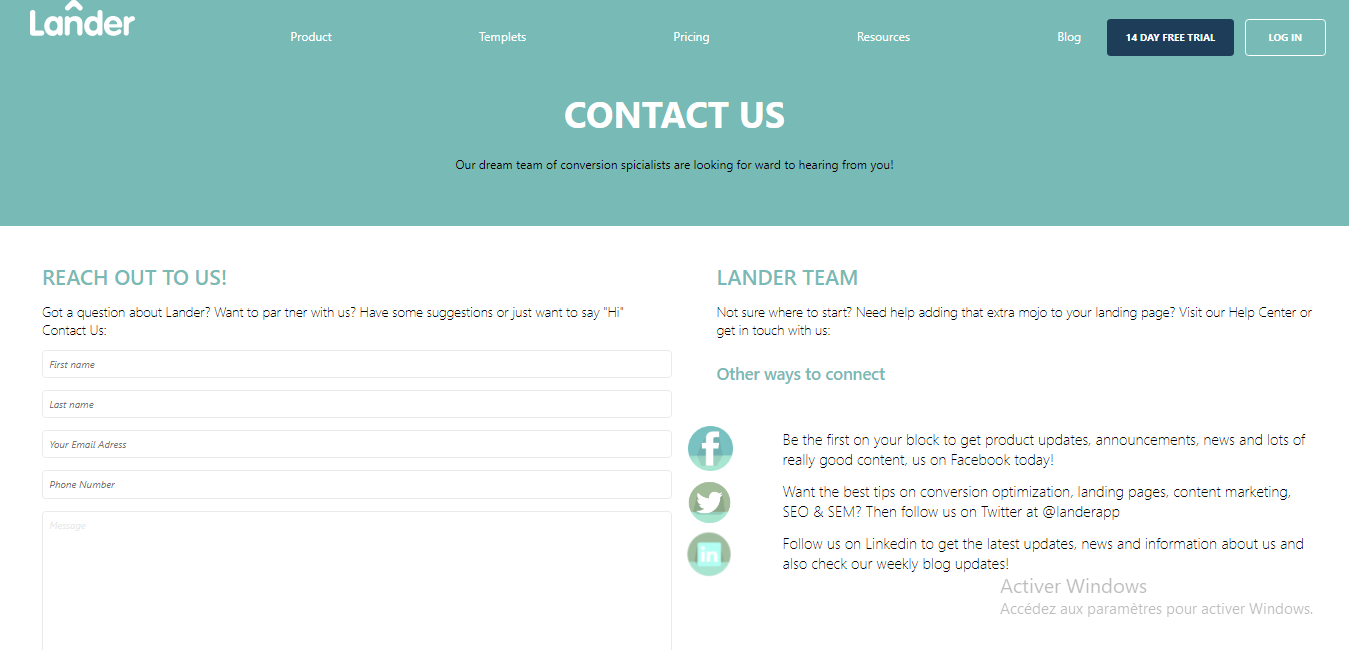 Lander
Product
Templets
Pricing
Resources
Blog
14 DAY FREE TRIAL
LOG IN
CONTACT US
Our dream team of conversion spicialists are looking for ward to hearing from you!
REACH OUT TO US!
Got a question about Lander? Want to par tner with us? Have some suggestions or just want to say "Hi"
Contact Us:
First name
Last name
Your Email Adress
Phone Number
Message
LANDER TEAM
Not sure where to start? Need help adding that extra mojo to your landing page? Visit our Help Center or
get in touch with us:
Other ways to connect
f
Be the first on your block to get product updates, announcements, news and lots of
really good content, us on Facebook today!
Want the best tips on conversion optimization, landing pages, content marketing,
SEO & SEM? Then follow us on Twitter at @landerapp
in
Follow us on Linkedin to get the latest updates, news and information about us and
also check our weekly blog updates!
Activer Windows
Accédez aux paramètres pour activer Windows.